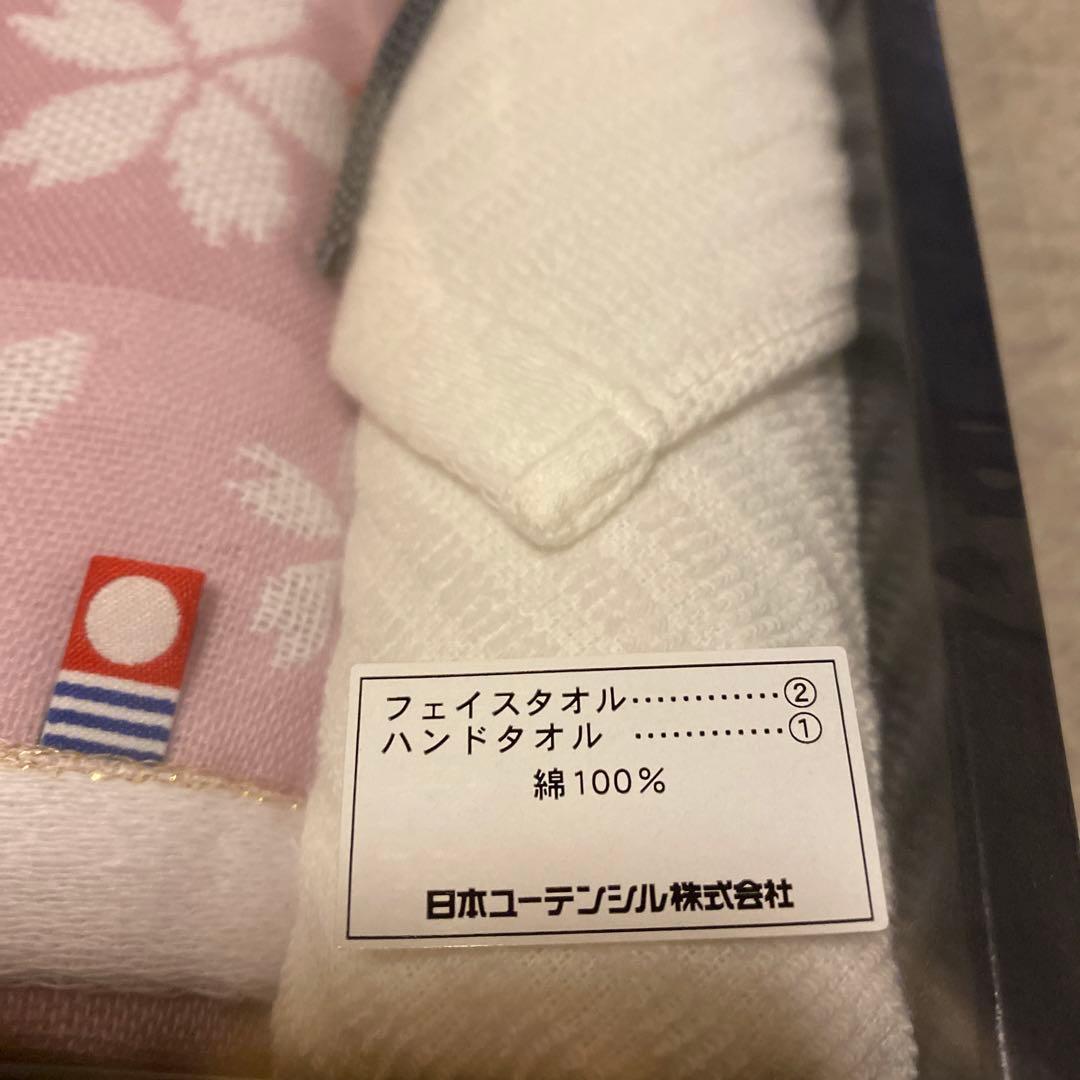 フェイスタオル…………②
ハンドタオル …………①
綿100%
日本ユーテンシル株式会社